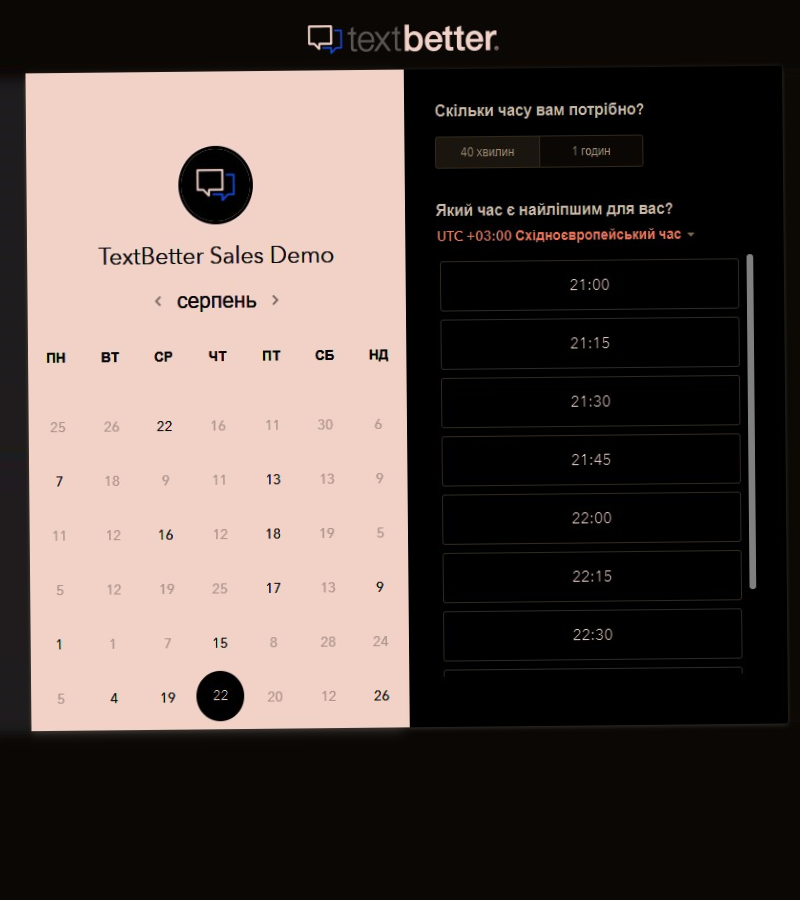 textbetter.
TextBetter Sales Demo
серпень
ПН ВТ СР ЧТ ПТ СБ НД
25 26 22 16 11 30 6
7 18 9 11 13 13 9
11 12 16 12 18 19 5
5 12 19 25 17 13 9
1 1 7 15 8 28 24
5 4 19 22 20 12 26
Скільки часу вам потрібно?
40 хвилин 1 годин
Який час є найліпшим для вас?
UTC +03:00 Східноєвропейський час
21:00
21:15
21:30
21:45
22:00
22:15
22:30